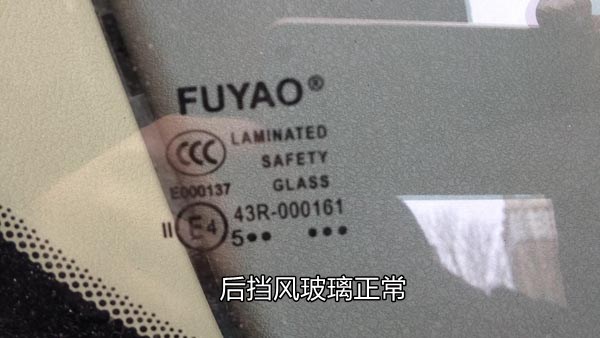 FUYAO®
CCC LAMINATED
SAFETY
E000137 GLASS
II E4 43R-000161
5●● ●●●
后挡风玻璃正常